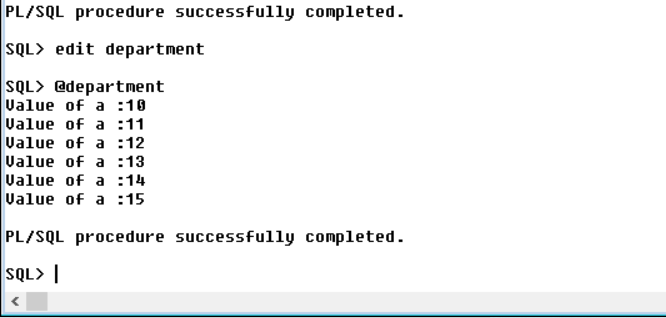 PL/SQL procedure successfully completed.
SQL> edit department
SQL> @department
Value of a :10
Value of a :11
Value of a :12
Value of a :13
Value of a :14
Value of a :15
PL/SQL procedure successfully completed.
SQL>